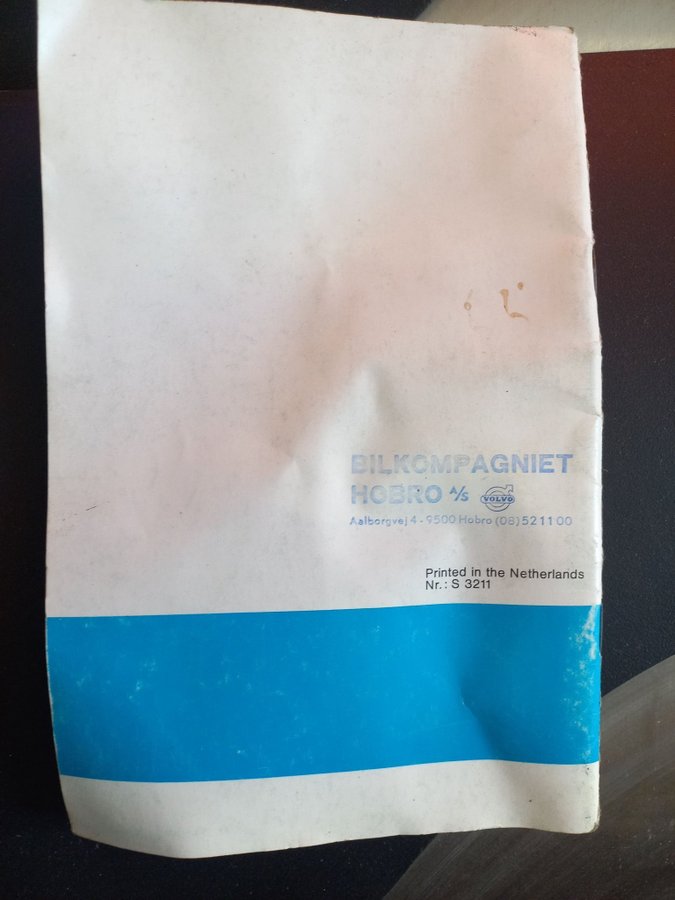 BILKOMPAGNIET
HOBRO A/S VOLVO
Aalborgvej 4 - 9500 Hobro (08) 52 11 00
Printed in the Netherlands
Nr.: S 3211